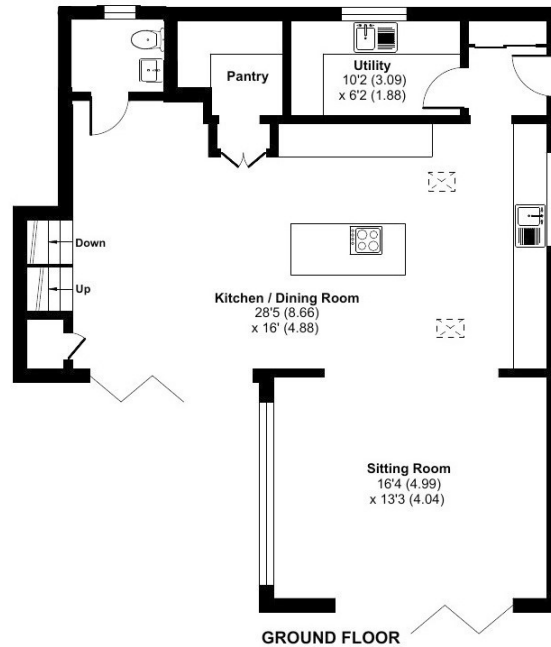 Utility
10'2 (3.09)
x 6'2 (1.88)
Pantry
Down
Up
Kitchen / Dining Room
28'5 (8.66)
x 16' (4.88)
Sitting Room
16'4 (4.99)
x 13'3 (4.04)
GROUND FLOOR